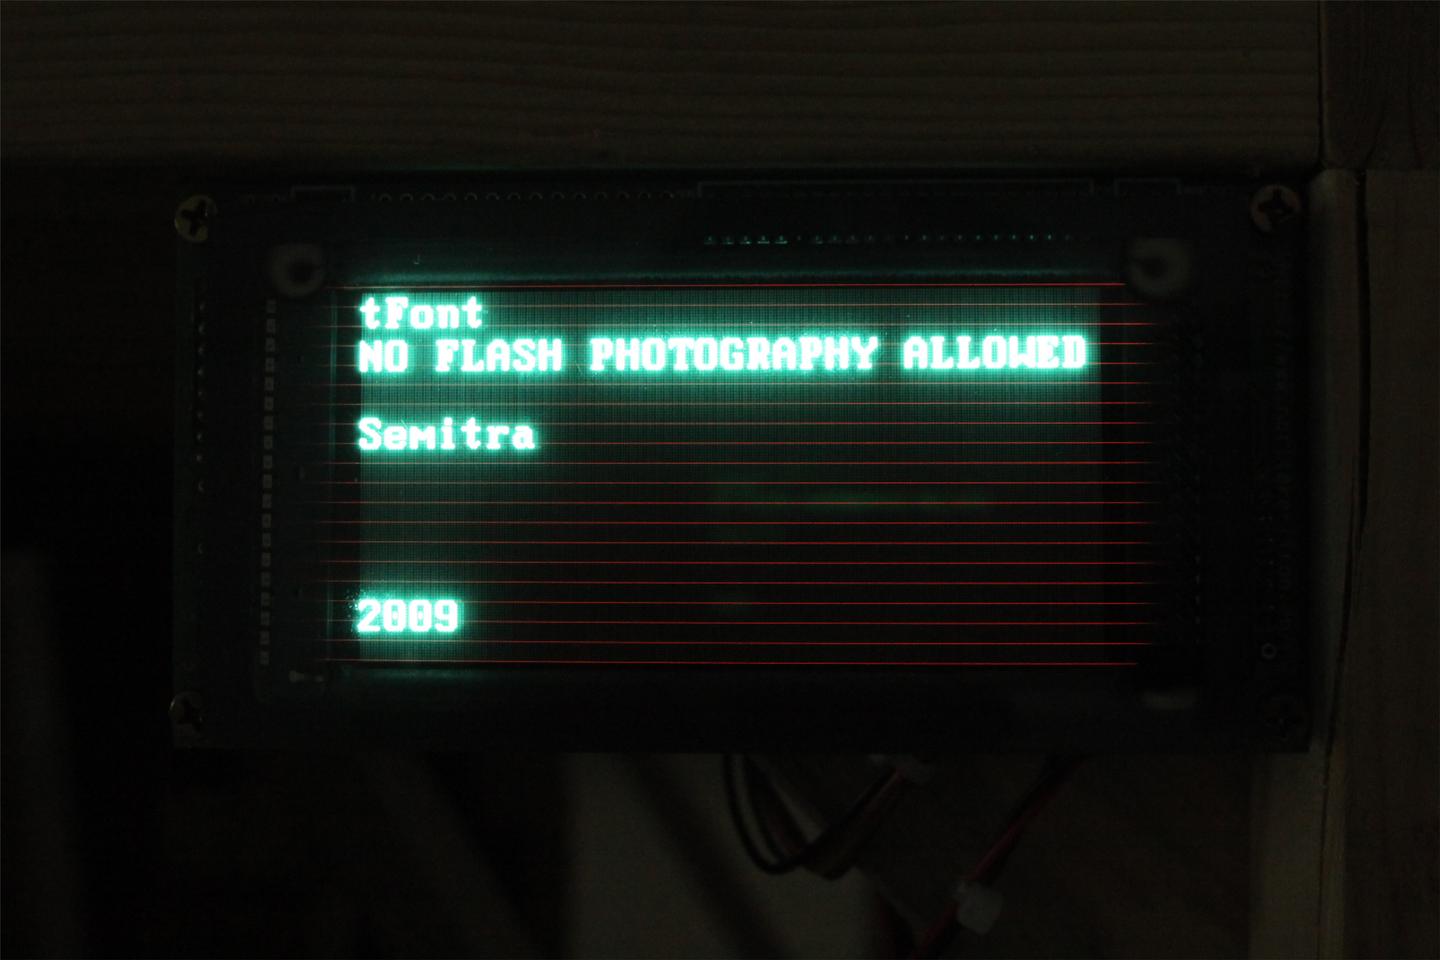 tFont
NO FLASH PHOTOGRAPHY ALLOWED
Semitra
2009